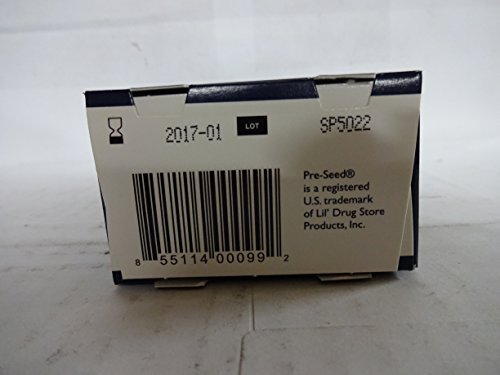 2017-01 LOT SP5022
Pre-Seed®
is a registered
U.S. trademark
of Lil' Drug Store
Products, Inc.
8 55114 00099 2